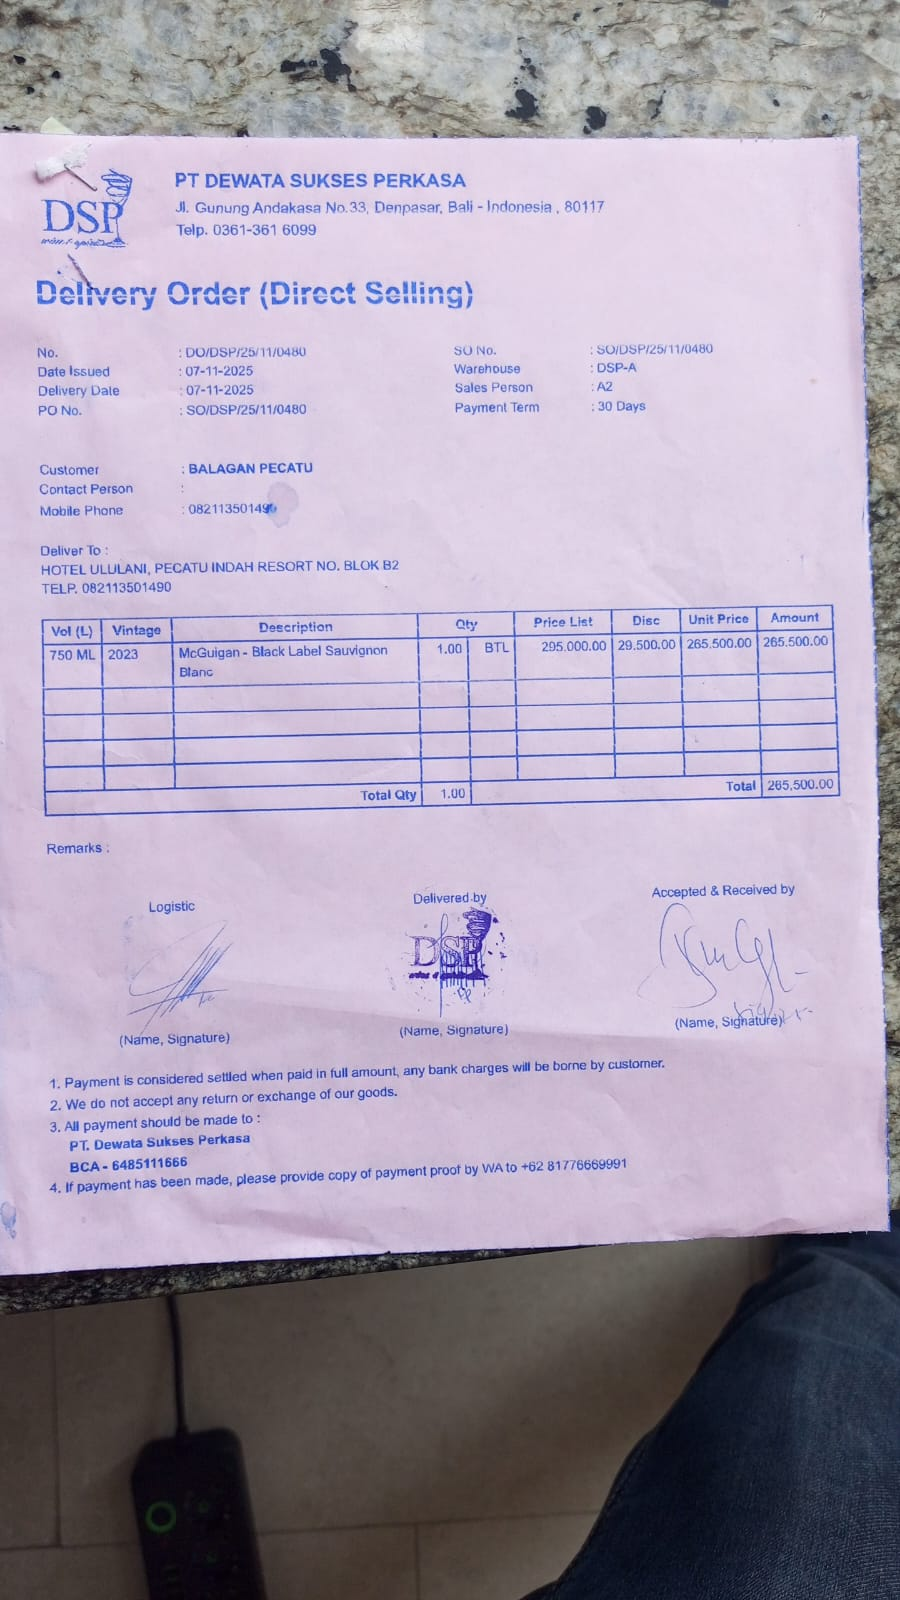 DSP
PT DEWATA SUKSES PERKASA
Jl. Gunung Andakasa No.33, Denpasar, Bali - Indonesia , 80117
Telp. 0361-361 6099
Delivery Order (Direct Selling)
No. : DO/DSP/25/11/0480 SO No. : SO/DSP/25/11/0480
Date Issued : 07-11-2025 Warehouse : DSP-A
Delivery Date : 07-11-2025 Sales Person : A2
PO No. : SO/DSP/25/11/0480 Payment Term : 30 Days
Customer : BALAGAN PECATU
Contact Person :
Mobile Phone : 082113501490
Deliver To :
HOTEL ULULANI, PECATU INDAH RESORT NO. BLOK B2
TELP. 082113501490
Vol (L) Vintage Description Qty Price List Disc Unit Price Amount
750 ML 2023 McGuigan - Black Label Sauvignon 1.00 BTL 295.000.00 29.500.00 265.500.00 265.500.00
Blanc
Total Qty 1.00 Total 265,500.00
Remarks :
Logistic Delivered by Accepted & Received by
DSP
(Name, Signature) (Name, Signature) (Name, Signature)
1. Payment is considered settled when paid in full amount, any bank charges will be borne by customer.
2. We do not accept any return or exchange of our goods.
3. All payment should be made to :
PT. Dewata Sukses Perkasa
BCA - 6485111666
4. If payment has been made, please provide copy of payment proof by WA to +62 81776669991